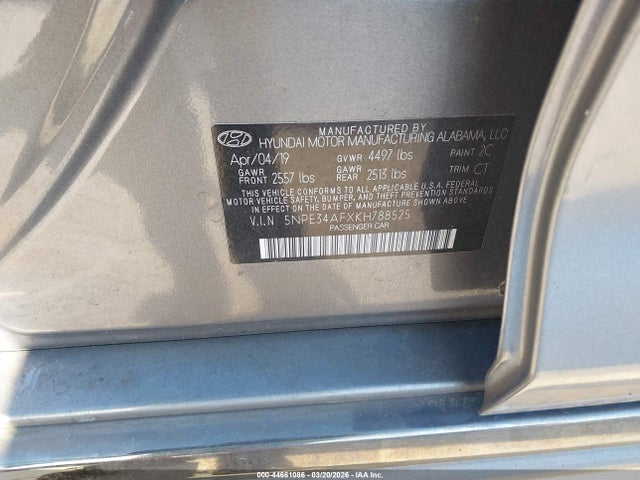 MANUFACTURED BY
HYUNDAI MOTOR MANUFACTURING ALABAMA, LLC
Apr/04/19 GVWR 4497 lbs PAINT 2C
GAWR FRONT 2557 lbs GAWR REAR 2513 lbs TRIM CT
THIS VEHICLE CONFORMS TO ALL APPLICABLE U.S.A. FEDERAL
MOTOR VEHICLE SAFETY, BUMPER, AND THEFT PREVENTION STANDARDS
IN EFFECT ON THE DATE OF MANUFACTURE SHOWN ABOVE.
V.I.N 5NPE34AFXKH788525
PASSENGER CAR
000-44661086 - 03/20/2026 - IAA Inc. Copart